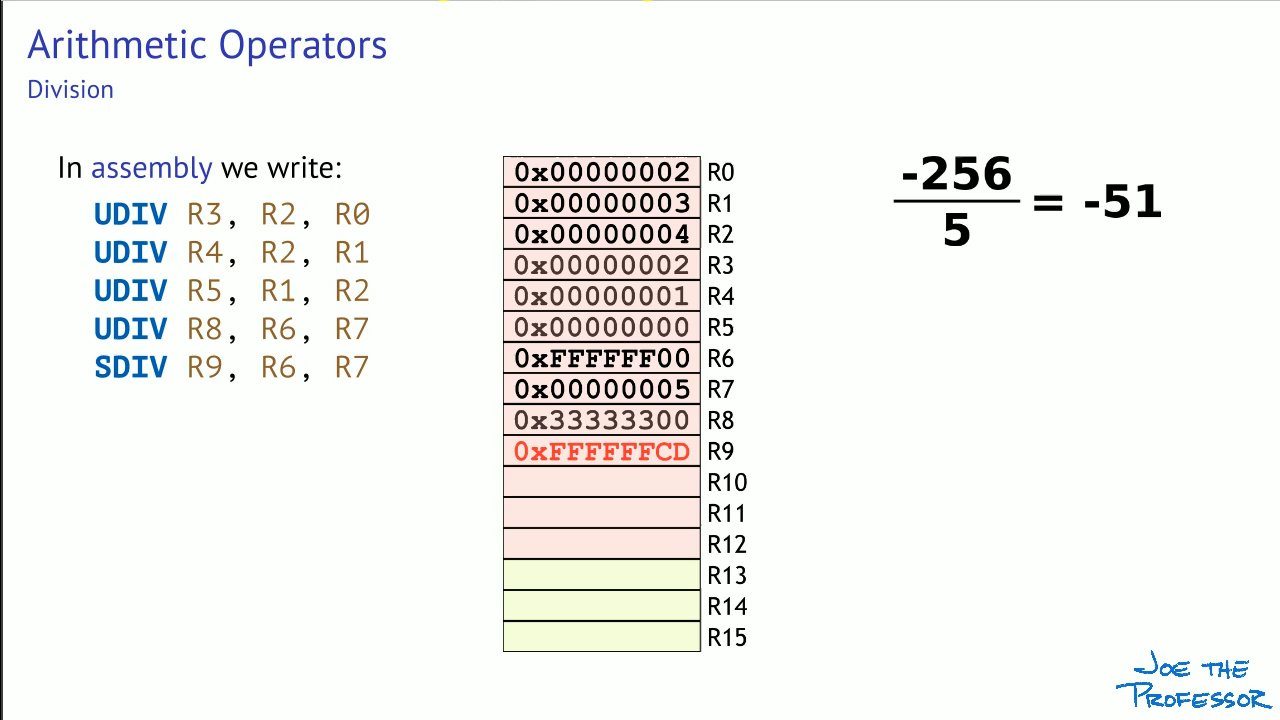 Arithmetic Operators
Division
In assembly we write:
UDIV R3, R2, R0
UDIV R4, R2, R1
UDIV R5, R1, R2
UDIV R8, R6, R7
SDIV R9, R6, R7
0x00000002 R0
0x00000003 R1
0x00000004 R2
0x00000002 R3
0x00000001 R4
0x00000000 R5
0xFFFFFF00 R6
0x00000005 R7
0x33333300 R8
0xFFFFFFCD R9
R10
R11
R12
R13
R14
R15
-256
5
= -51
JOE THE
PROFESSOR